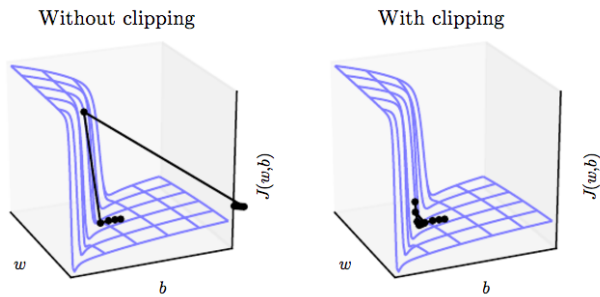 Without clipping
With clipping
J(w,b)
w
b
J(w,b)
w
b